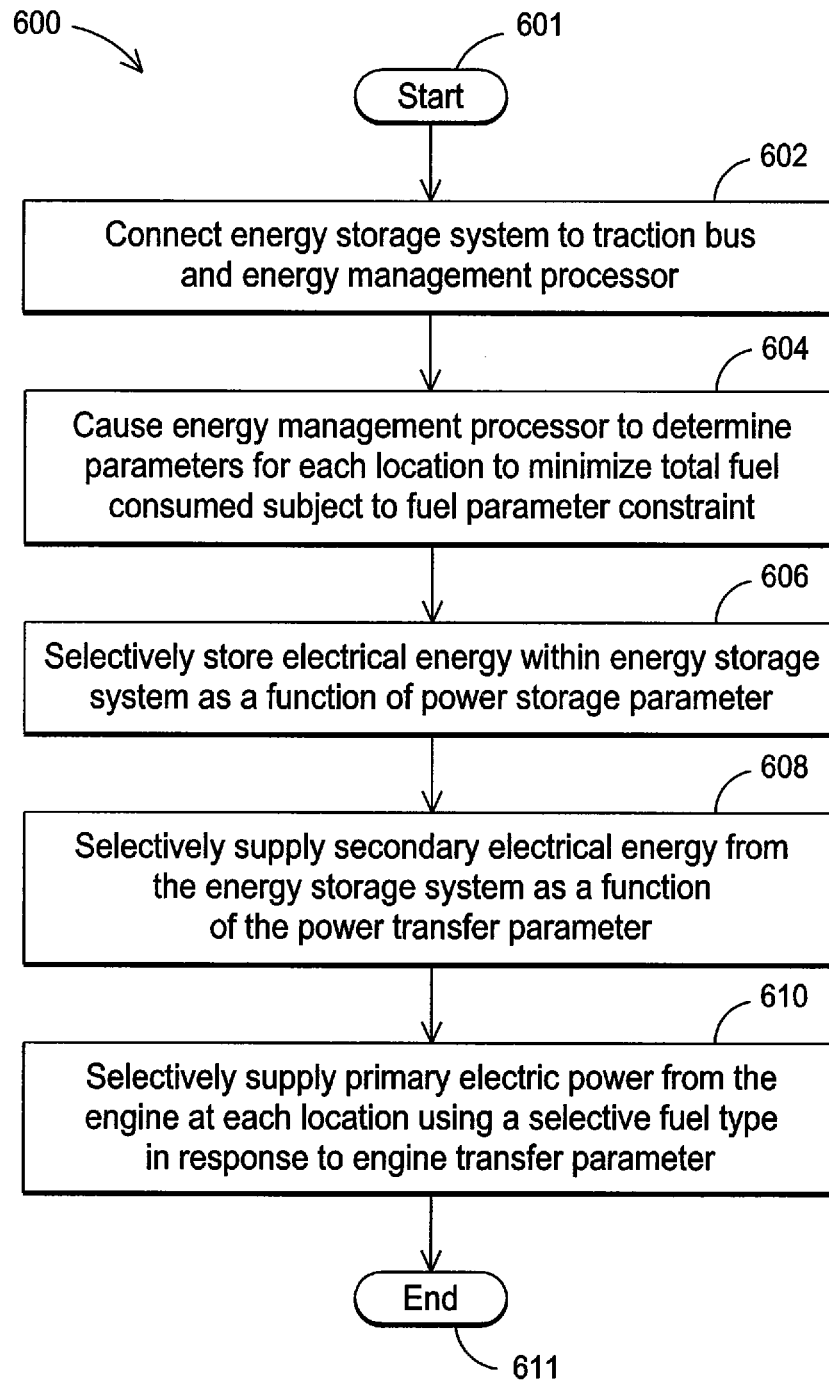 600
601
Start
602
Connect energy storage system to traction bus
and energy management processor
604
Cause energy management processor to determine
parameters for each location to minimize total fuel
consumed subject to fuel parameter constraint
606
Selectively store electrical energy within energy storage
system as a function of power storage parameter
608
Selectively supply secondary electrical energy from
the energy storage system as a function
of the power transfer parameter
610
Selectively supply primary electric power from the
engine at each location using a selective fuel type
in response to engine transfer parameter
End
611